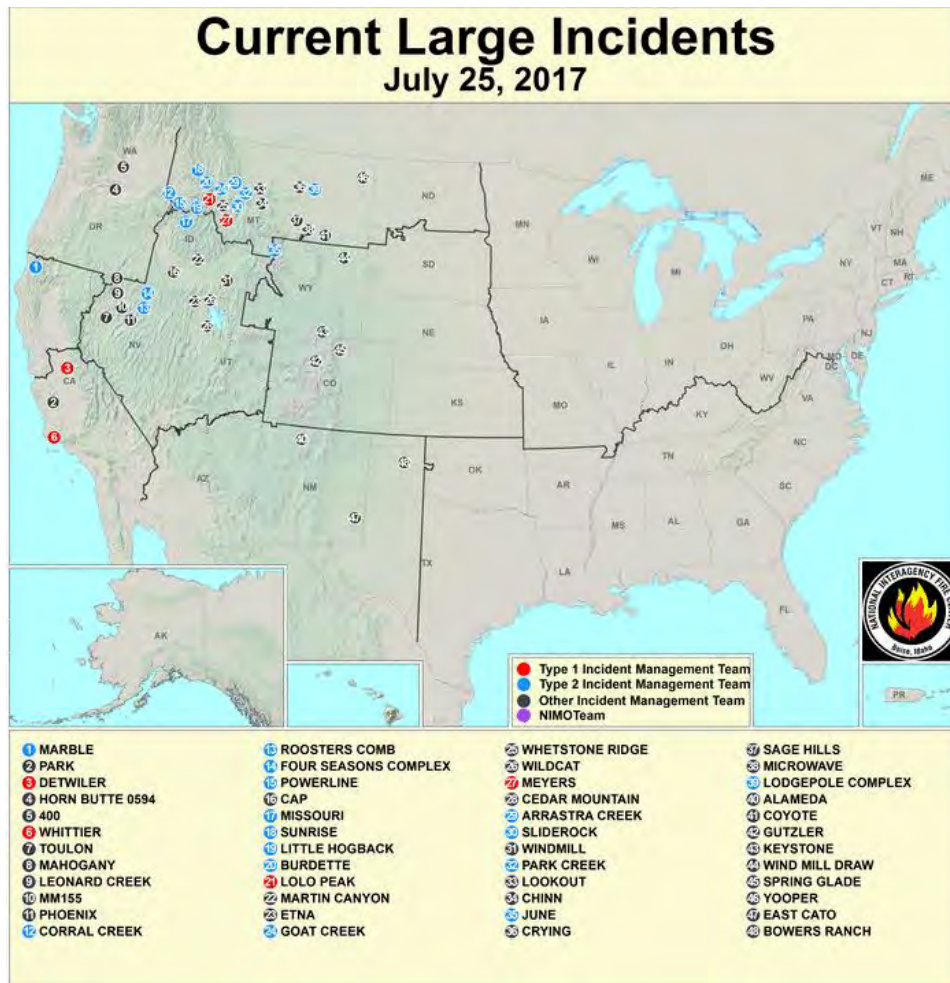 Current Large Incidents
July 25, 2017
WA
OR
MT
ID
ND
MN
ME
VT
NH
NY
MA
CT
RI
WI
MI
SD
WY
IA
PA
NJ
NE
OH
IN
IL
MD
DE
DC
WV
VA
NV
UT
CO
CA
KS
MO
KY
NC
TN
SC
AZ
NM
OK
AR
MS
AL
GA
TX
LA
FL
AK
PR
NATIONAL INTERAGENCY FIRE CENTER
Boise, Idaho
Type 1 Incident Management Team
Type 2 Incident Management Team
Other Incident Management Team
NIMOTeam
1 MARBLE
2 PARK
3 DETWILER
4 HORN BUTTE 0594
5 400
6 WHITTIER
7 TOULON
8 MAHOGANY
9 LEONARD CREEK
10 MM155
11 PHOENIX
12 CORRAL CREEK
13 ROOSTERS COMB
14 FOUR SEASONS COMPLEX
15 POWERLINE
16 CAP
17 MISSOURI
18 SUNRISE
19 LITTLE HOGBACK
20 BURDETTE
21 LOLO PEAK
22 MARTIN CANYON
23 ETNA
24 GOAT CREEK
25 WHETSTONE RIDGE
26 WILDCAT
27 MEYERS
28 CEDAR MOUNTAIN
29 ARRASTRA CREEK
30 SLIDEROCK
31 WINDMILL
32 PARK CREEK
33 LOOKOUT
34 CHINN
35 JUNE
36 CRYING
37 SAGE HILLS
38 MICROWAVE
39 LODGEPOLE COMPLEX
40 ALAMEDA
41 COYOTE
42 GUTZLER
43 KEYSTONE
44 WIND MILL DRAW
45 SPRING GLADE
46 YOOPER
47 EAST CATO
48 BOWERS RANCH